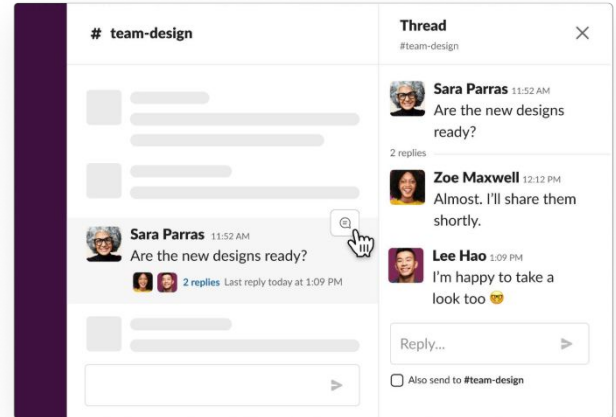 # team-design
Sara Parras 11:52 AM
Are the new designs ready?
2 replies Last reply today at 1:09 PM
Thread
#team-design
Sara Parras 11:52 AM
Are the new designs
ready?
2 replies
Zoe Maxwell 12:12 PM
Almost. I'll share them
shortly.
Lee Hao 1:09 PM
I'm happy to take a
look too 🤓
Reply...
Also send to #team-design